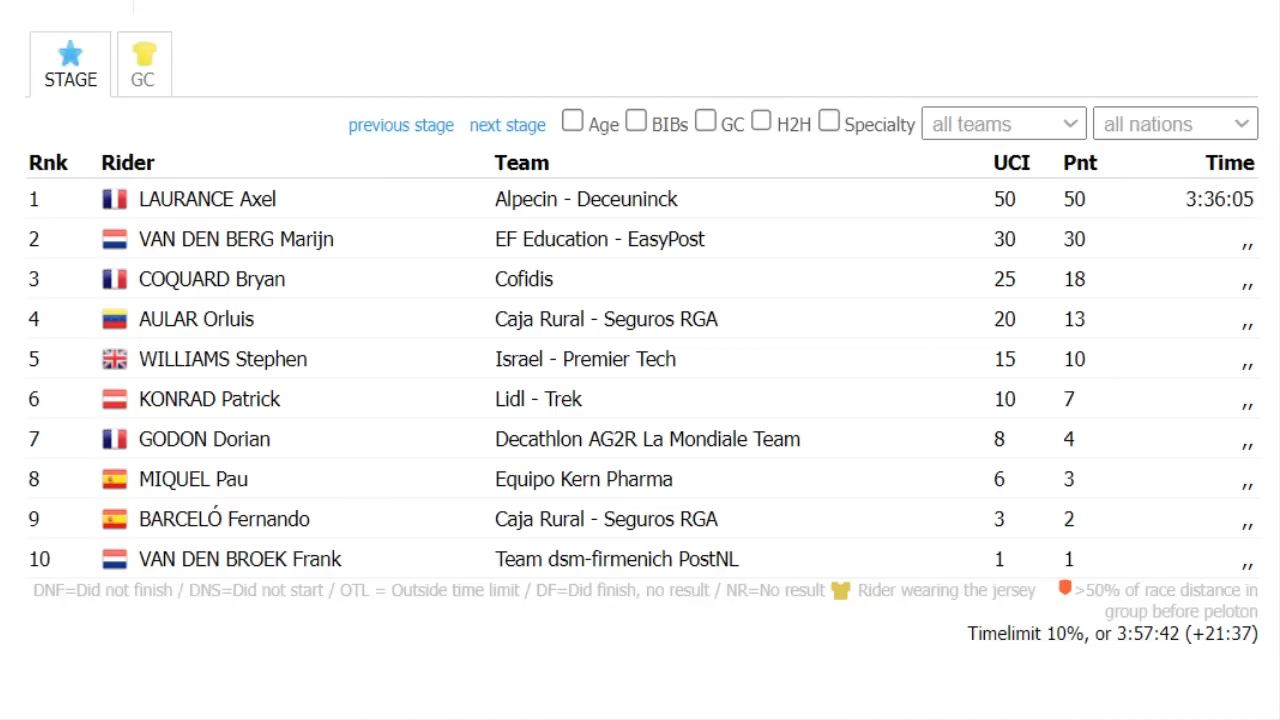 STAGE GC
previous stage next stage Age BIBs GC H2H Specialty all teams all nations
Rnk Rider Team UCI Pnt Time
1 LAURANCE Axel Alpecin - Deceuninck 50 50 3:36:05
2 VAN DEN BERG Marijn EF Education - EasyPost 30 30 ,,
3 COQUARD Bryan Cofidis 25 18 ,,
4 AULAR Orluis Caja Rural - Seguros RGA 20 13 ,,
5 WILLIAMS Stephen Israel - Premier Tech 15 10 ,,
6 KONRAD Patrick Lidl - Trek 10 7 ,,
7 GODON Dorian Decathlon AG2R La Mondiale Team 8 4 ,,
8 MIQUEL Pau Equipo Kern Pharma 6 3 ,,
9 BARCELÓ Fernando Caja Rural - Seguros RGA 3 2 ,,
10 VAN DEN BROEK Frank Team dsm-firmenich PostNL 1 1 ,,
DNF=Did not finish / DNS=Did not start / OTL = Outside time limit / DF=Did finish, no result / NR=No result Rider wearing the jersey >50% of race distance in
group before peloton
Timelimit 10%, or 3:57:42 (+21:37)